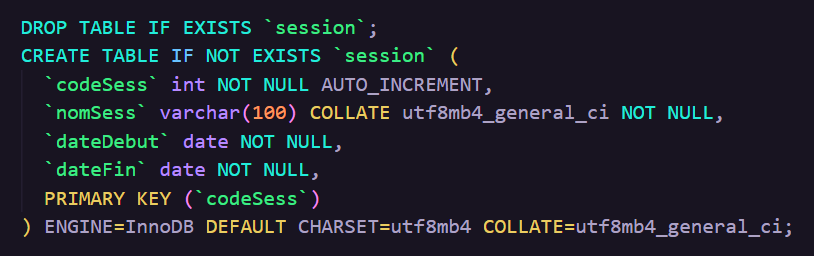 DROP TABLE IF EXISTS `session`;
CREATE TABLE IF NOT EXISTS `session` (
  `codeSess` int NOT NULL AUTO_INCREMENT,
  `nomSess` varchar(100) COLLATE utf8mb4_general_ci NOT NULL,
  `dateDebut` date NOT NULL,
  `dateFin` date NOT NULL,
  PRIMARY KEY (`codeSess`)
) ENGINE=InnoDB DEFAULT CHARSET=utf8mb4 COLLATE=utf8mb4_general_ci;